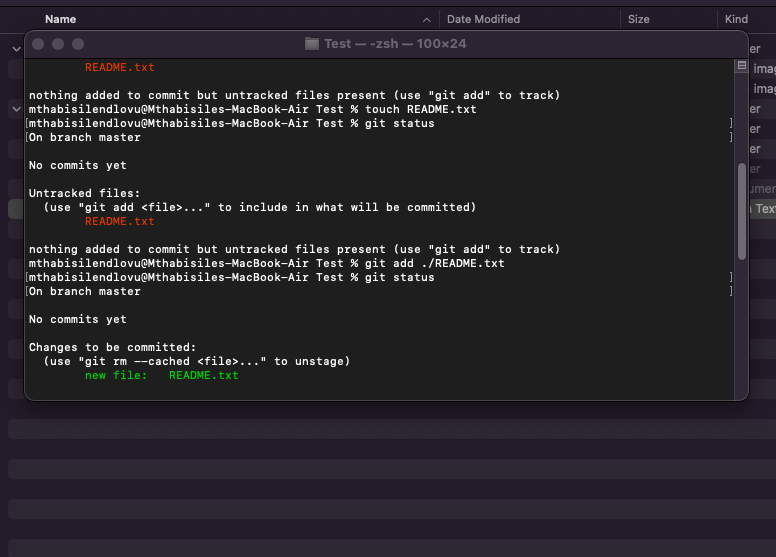 Name Date Modified Size Kind
Test — -zsh — 100×24
README.txt
nothing added to commit but untracked files present (use "git add" to track)
mthabisilendlovu@Mthabisiles-MacBook-Air Test % touch README.txt
[mthabisilendlovu@Mthabisiles-MacBook-Air Test % git status ]
[On branch master ]
No commits yet
Untracked files:
(use "git add <file>..." to include in what will be committed)
README.txt
nothing added to commit but untracked files present (use "git add" to track)
mthabisilendlovu@Mthabisiles-MacBook-Air Test % git add ./README.txt
[mthabisilendlovu@Mthabisiles-MacBook-Air Test % git status ]
[On branch master ]
No commits yet
Changes to be committed:
(use "git rm --cached <file>..." to unstage)
new file: README.txt
er
imag
imag
er
er
er
er
umen
Text